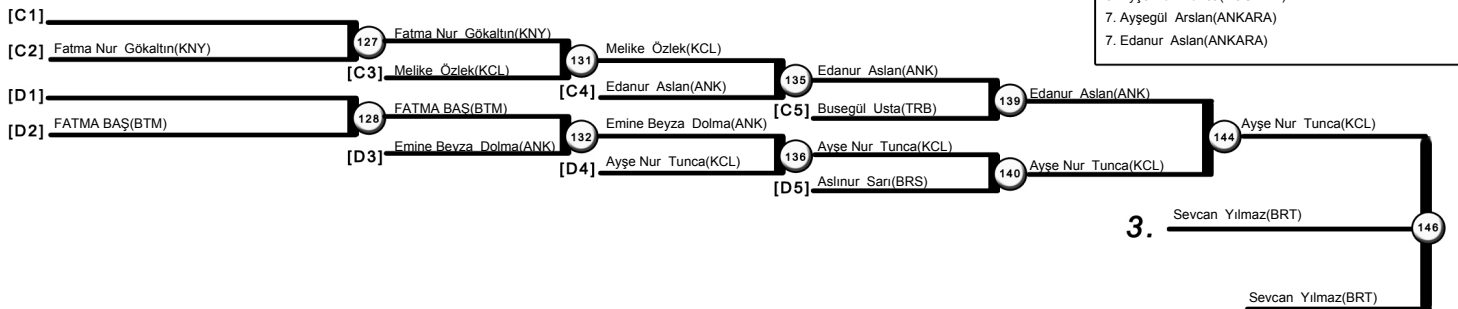 7. Ayşegül Arslan(ANKARA)
7. Edanur Aslan(ANKARA)
[C1]
[C2] Fatma Nur Gökaltın(KNY)
127 Fatma Nur Gökaltın(KNY)
[C3] Melike Özlek(KCL)
131 Melike Özlek(KCL)
[C4] Edanur Aslan(ANK)
135 Edanur Aslan(ANK)
[C5] Busegül Usta(TRB)
139 Edanur Aslan(ANK)
[D1]
[D2] FATMA BAŞ(BTM)
128 FATMA BAŞ(BTM)
[D3] Emine Beyza Dolma(ANK)
132 Emine Beyza Dolma(ANK)
[D4] Ayşe Nur Tunca(KCL)
136 Ayşe Nur Tunca(KCL)
[D5] Aslınur Sarı(BRS)
140 Ayşe Nur Tunca(KCL)
144 Ayşe Nur Tunca(KCL)
3. Sevcan Yılmaz(BRT)
146
Sevcan Yılmaz(BRT)